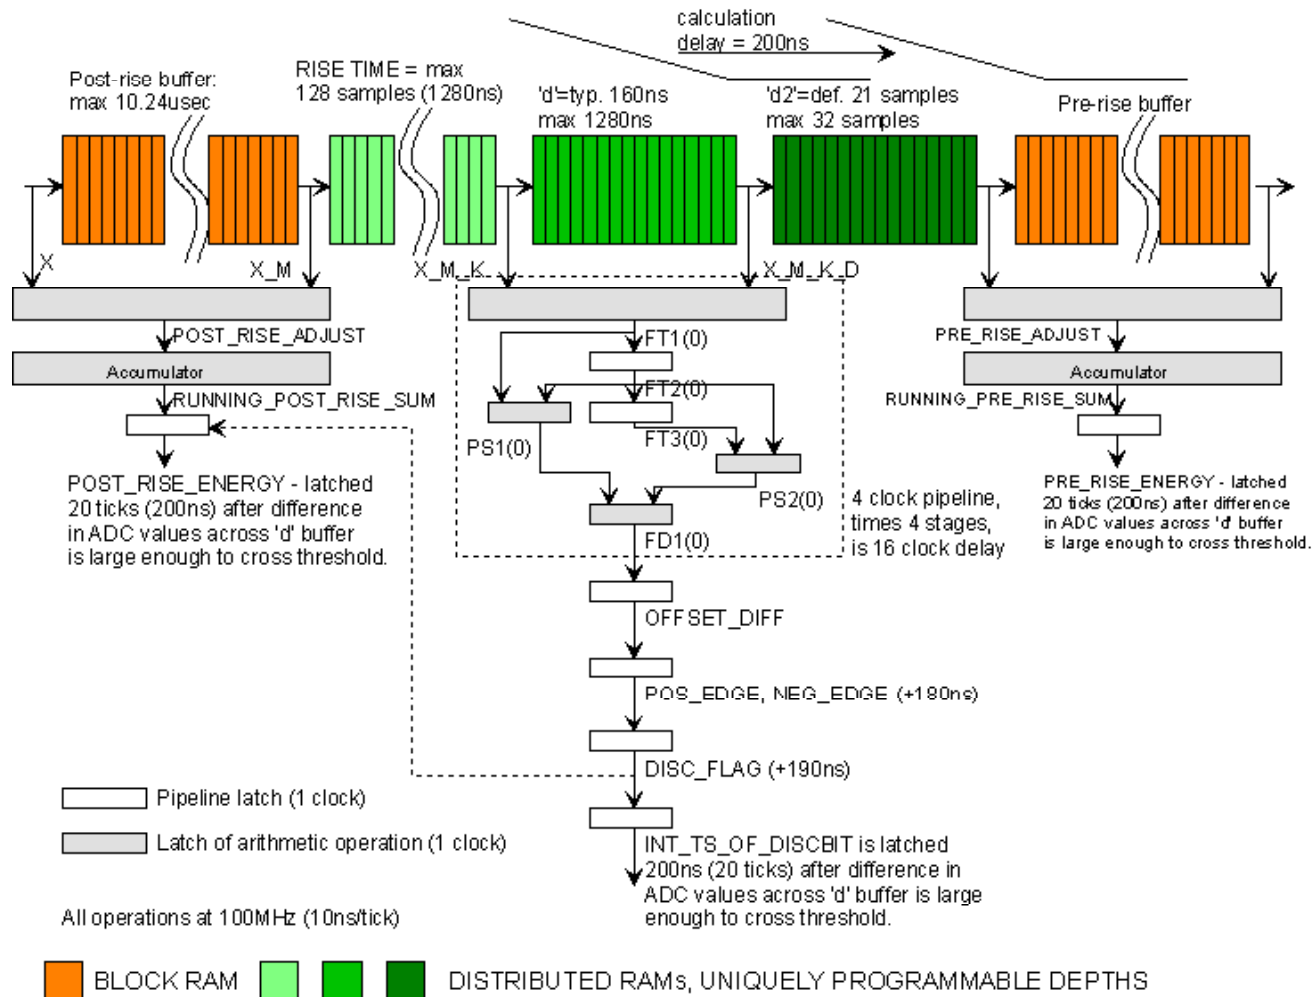 calculation
delay = 200ns
Post-rise buffer:
max 10.24usec
RISE TIME = max
128 samples (1280ns)
'd'=typ. 160ns
max 1280ns
'd2'=def. 21 samples
max 32 samples
Pre-rise buffer
X
X_M
X_M_K
X_M_K_D
POST_RISE_ADJUST
FT1(0)
PRE_RISE_ADJUST
Accumulator
Accumulator
RUNNING_POST_RISE_SUM
FT2(0)
RUNNING_PRE_RISE_SUM
PS1(0)
FT3(0)
PS2(0)
FD1(0)
POST_RISE_ENERGY - latched
20 ticks (200ns) after difference
in ADC values across 'd' buffer
is large enough to cross threshold.
4 clock pipeline,
times 4 stages,
is 16 clock delay
PRE_RISE_ENERGY - latched
20 ticks (200ns) after difference
in ADC values across 'd' buffer
is large enough to cross threshold.
OFFSET_DIFF
POS_EDGE, NEG_EDGE (+180ns)
DISC_FLAG (+190ns)
Pipeline latch (1 clock)
Latch of arithmetic operation (1 clock)
INT_TS_OF_DISCBIT is latched
200ns (20 ticks) after difference in
ADC values across 'd' buffer is large
enough to cross threshold.
All operations at 100MHz (10ns/tick)
BLOCK RAM
DISTRIBUTED RAMs, UNIQUELY PROGRAMMABLE DEPTHS